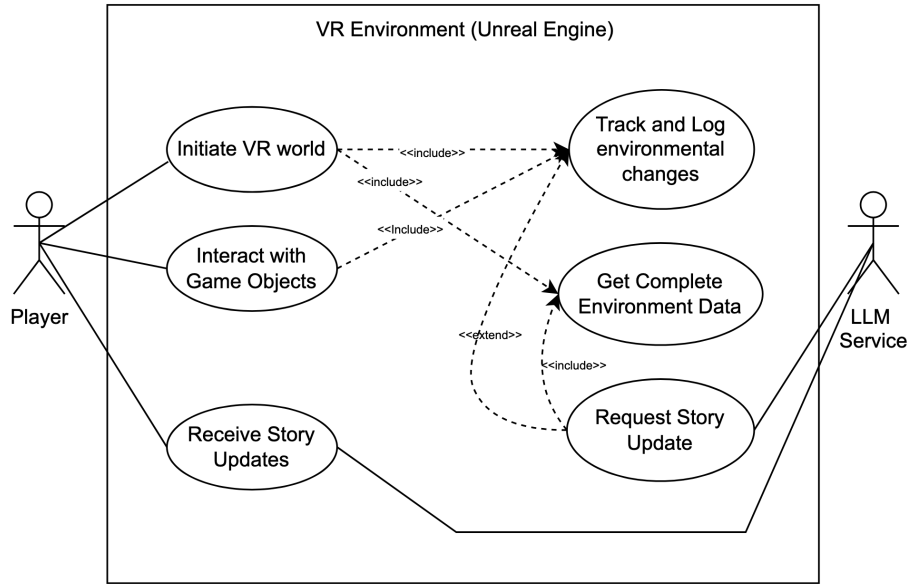 VR Environment (Unreal Engine)
Initiate VR world
<<include>>
Track and Log
environmental
changes
<<include>>
<<Include>>
Interact with
Game Objects
Get Complete
Environment Data
Player
LLM
Service
<<extend>>
<<include>>
Receive Story
Updates
Request Story
Update